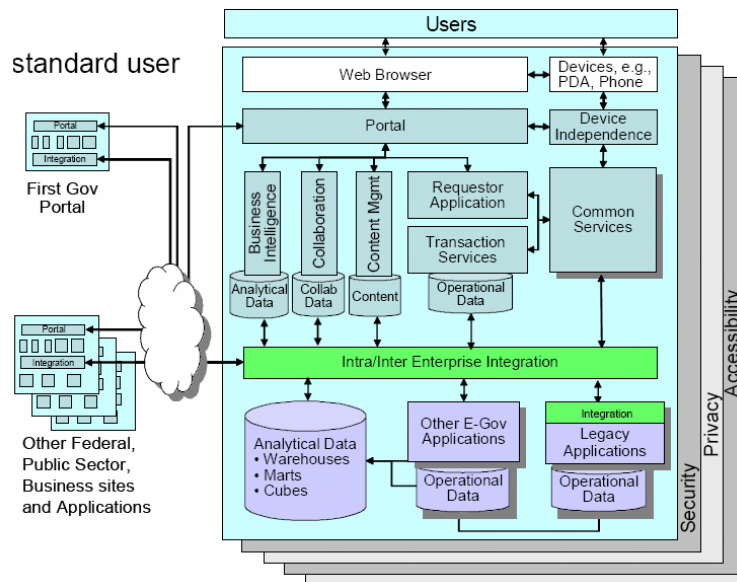 Users
standard user
Web Browser
Devices, e.g.,
PDA, Phone
Portal
Device
Independence
Portal
Integration
First Gov
Portal
Business
Intelligence
Collaboration
Content Mgmt
Requestor
Application
Transaction
Services
Common
Services
Analytical
Data
Collab
Data
Content
Operational
Data
Portal
Integration
Other Federal,
Public Sector,
Business sites
and Applications
Intra/Inter Enterprise Integration
Analytical Data
• Warehouses
• Marts
• Cubes
Other E-Gov
Applications
Operational
Data
Integration
Legacy
Applications
Operational
Data
Security
Privacy
Accessibility